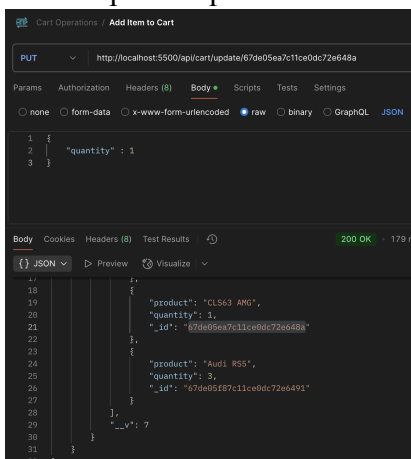 Cart Operations / Add Item to Cart
PUT http://localhost:5500/api/cart/update/67de05ea7c11ce0dc72e648a
Params Authorization Headers (8) Body Scripts Tests Settings
none form-data x-www-form-urlencoded raw binary GraphQL JSON
1 {
2 "quantity" : 1
3 }
Body Cookies Headers (8) Test Results 200 OK 179
{} JSON Preview Visualize
17 },
18 {
19 "product": "CLS63 AMG",
20 "quantity": 1,
21 "_id": "67de05ea7c11ce0dc72e648a"
22 },
23 {
24 "product": "Audi RS5",
25 "quantity": 3,
26 "_id": "67de05f87c11ce0dc72e6491"
27 }
28 ],
29 "__v": 7
30 }
31 }